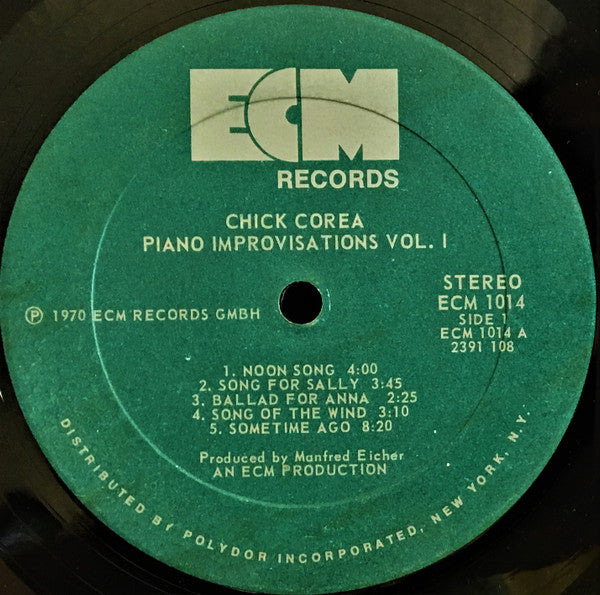 ECM
RECORDS
CHICK COREA
PIANO IMPROVISATIONS VOL. I
STEREO
ECM 1014
SIDE 1
ECM 1014 A
2391 108
℗ 1970 ECM RECORDS GMBH
1. NOON SONG 4:00
2. SONG FOR SALLY 3:45
3. BALLAD FOR ANNA 2:25
4. SONG OF THE WIND 3:10
5. SOMETIME AGO 8:20
Produced by Manfred Eicher
AN ECM PRODUCTION
DISTRIBUTED BY POLYDOR INCORPORATED, NEW YORK, N.Y.